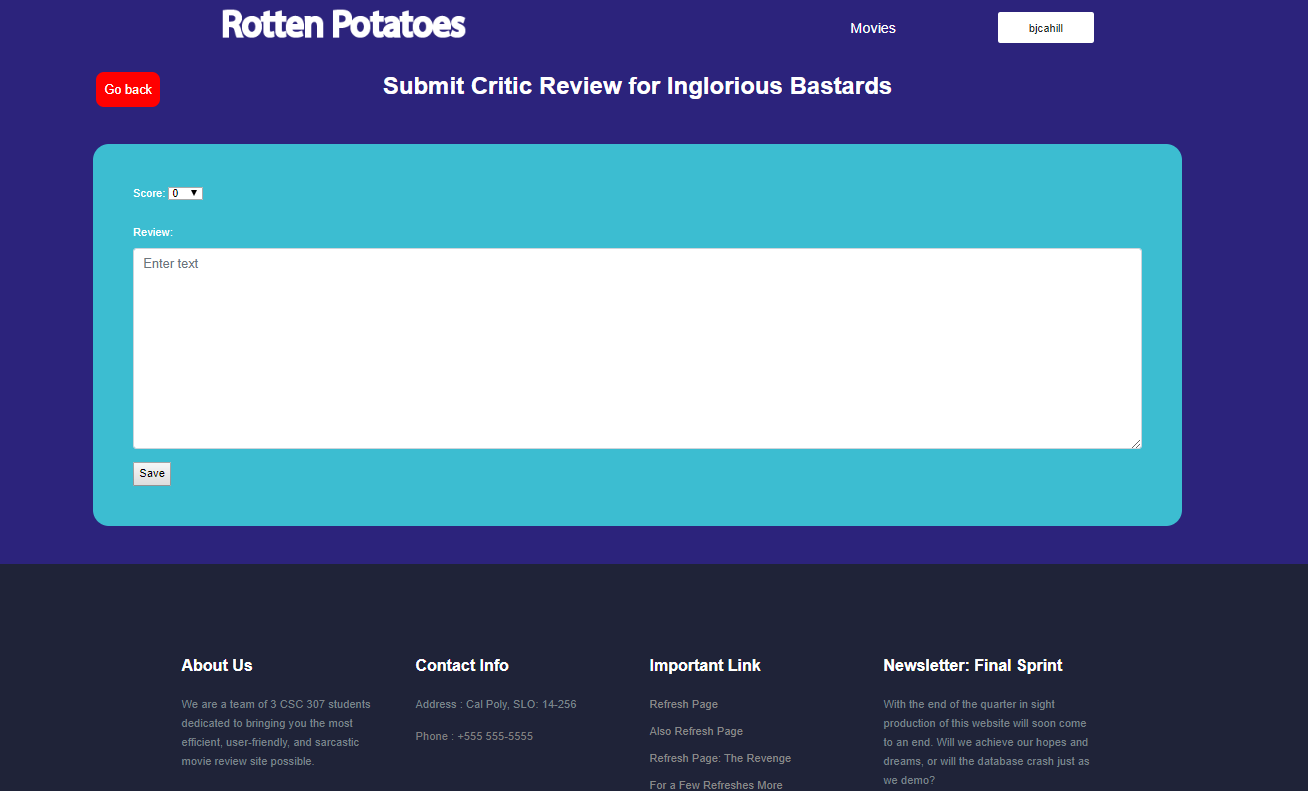 Rotten Potatoes
Movies
bjcahill
Go back
Submit Critic Review for Inglorious Bastards
Score: 0
Review:
Enter text
Save
About Us
We are a team of 3 CSC 307 students
dedicated to bringing you the most
efficient, user-friendly, and sarcastic
movie review site possible.
Contact Info
Address : Cal Poly, SLO: 14-256
Phone : +555 555-5555
Important Link
Refresh Page
Also Refresh Page
Refresh Page: The Revenge
For a Few Refreshes More
Newsletter: Final Sprint
With the end of the quarter in sight
production of this website will soon come
to an end. Will we achieve our hopes and
dreams, or will the database crash just as
we demo?